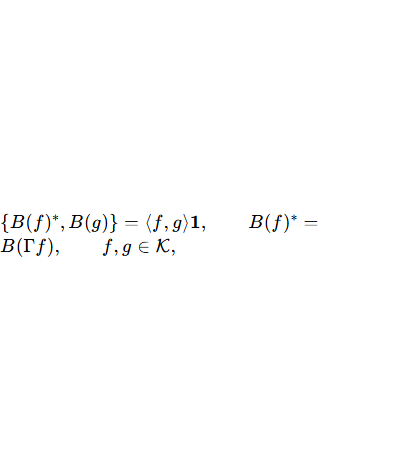 {B(f)*, B(g)} = ⟨f, g⟩𝟏, B(f)* =
B(Γf), f, g ∈ 𝒦,